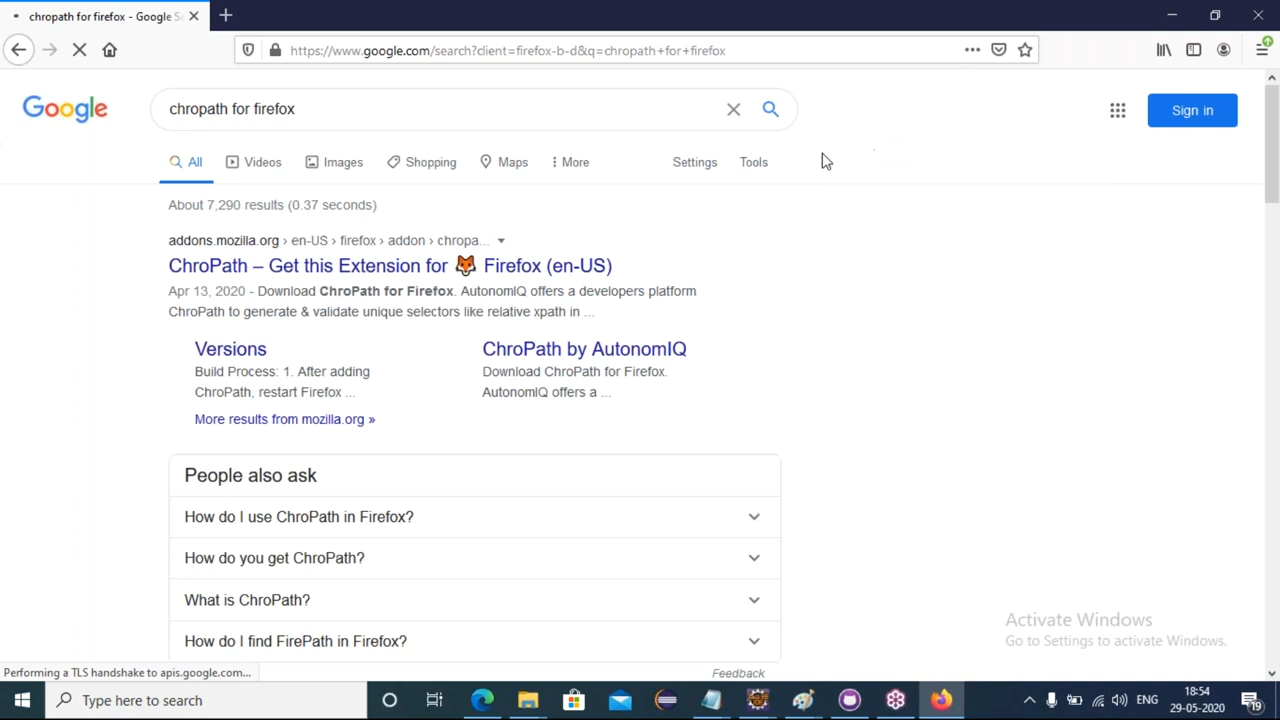 chropath for firefox - Google Se
https://www.google.com/search?client=firefox-b-d&q=chropath+for+firefox
Google
chropath for firefox
Sign in
All
Videos
Images
Shopping
Maps
More
Settings
Tools
About 7,290 results (0.37 seconds)
addons.mozilla.org › en-US › firefox › addon › chropa...
ChroPath – Get this Extension for 🦊 Firefox (en-US)
Apr 13, 2020 - Download ChroPath for Firefox. AutonomIQ offers a developers platform
ChroPath to generate & validate unique selectors like relative xpath in ...
Versions
Build Process: 1. After adding
ChroPath, restart Firefox ...
ChroPath by AutonomIQ
Download ChroPath for Firefox.
AutonomIQ offers a ...
More results from mozilla.org »
People also ask
How do I use ChroPath in Firefox?
How do you get ChroPath?
What is ChroPath?
How do I find FirePath in Firefox?
Feedback
Activate Windows
Go to Settings to activate Windows.
Performing a TLS handshake to apis.google.com...
Type here to search
ENG
18:54
29-05-2020
19